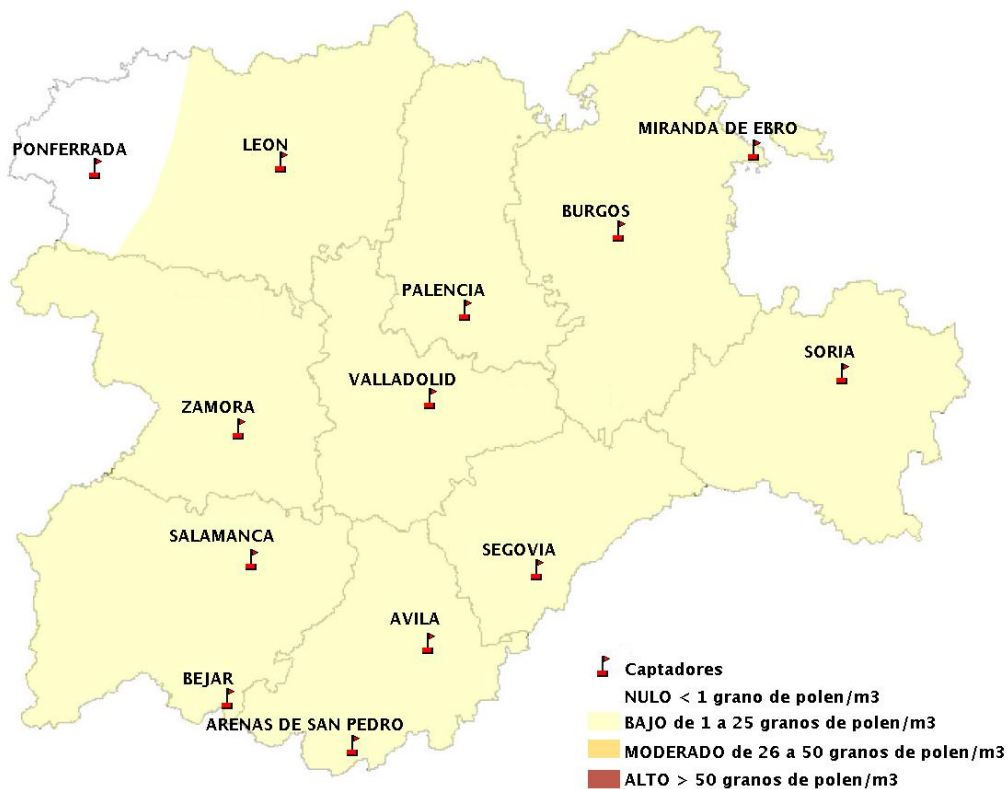 MIRANDA DE EBRO
PONFERRADA
LEON
BURGOS
PALENCIA
SORIA
VALLADOLID
ZAMORA
SALAMANCA
SEGOVIA
AVILA
BEJAR
ARENAS DE SAN PEDRO
Captadores
NULO < 1 grano de polen/m3
BAJO de 1 a 25 granos de polen/m3
MODERADO de 26 a 50 granos de polen/m3
ALTO > 50 granos de polen/m3